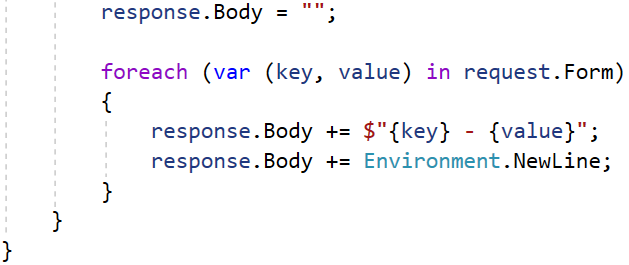 response.Body = "";
foreach (var (key, value) in request.Form)
{
response.Body += $"{key} - {value}";
response.Body += Environment.NewLine;
}
}
}